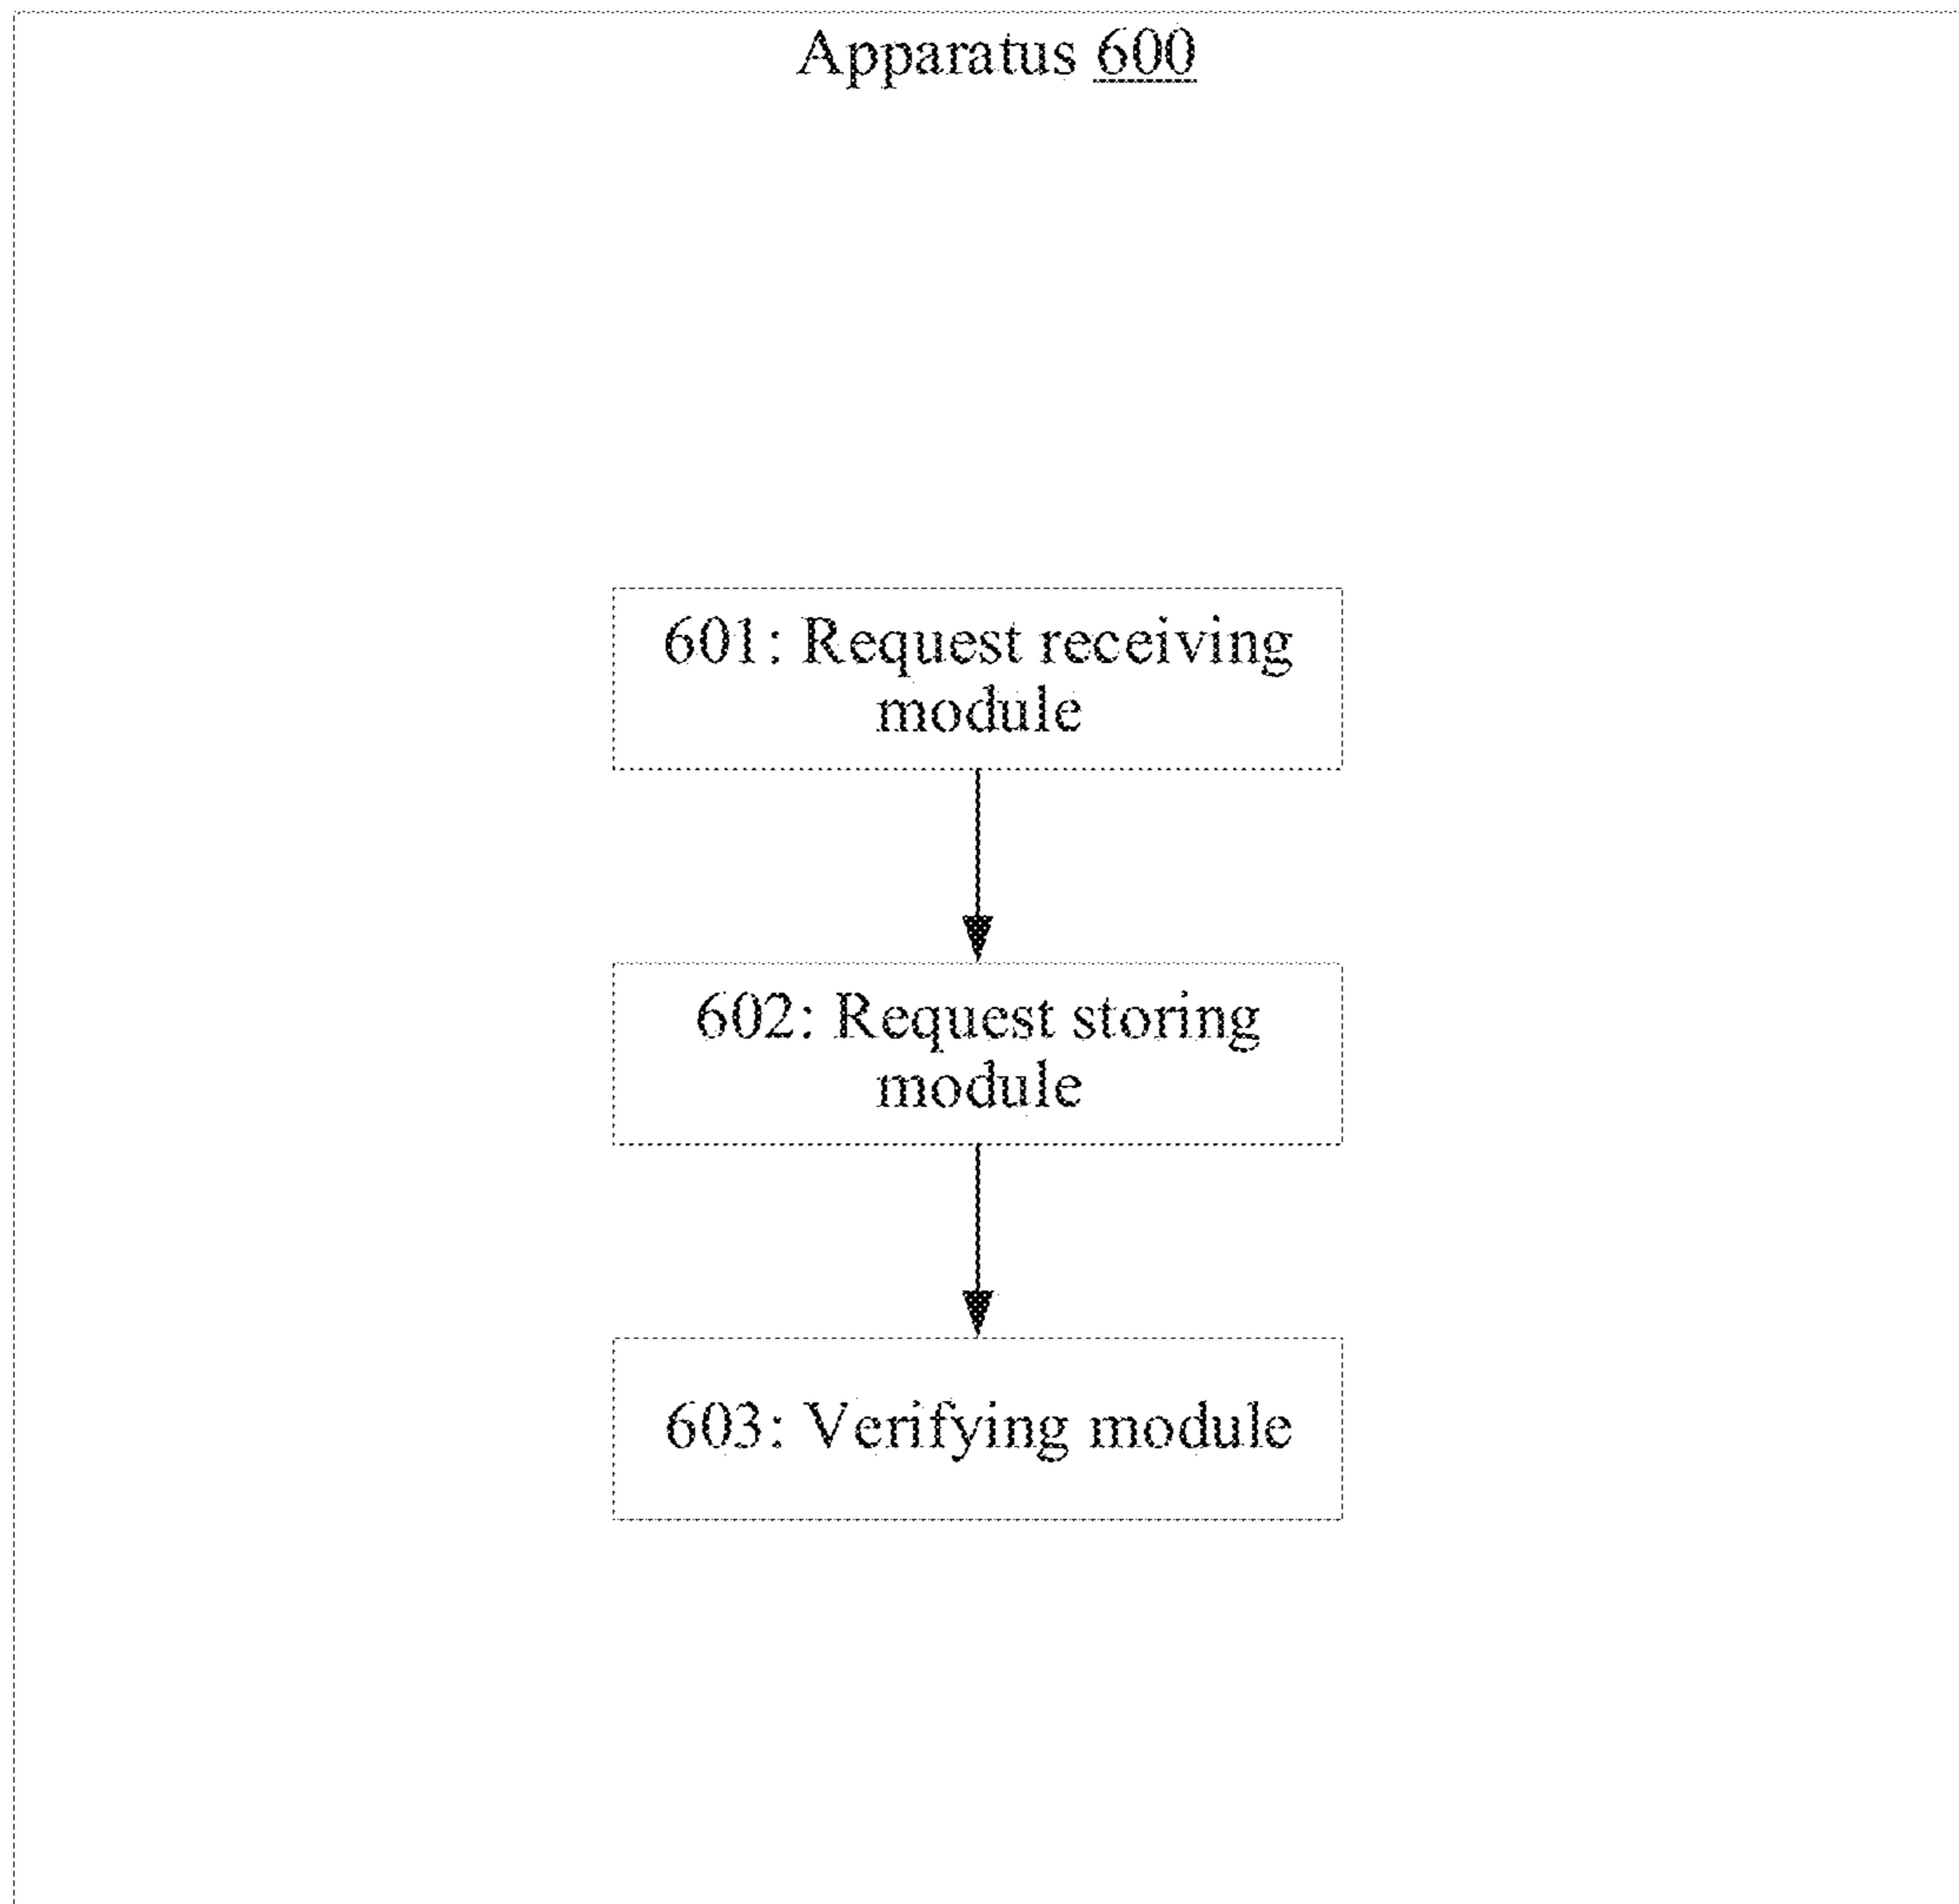 Apparatus 600
601: Request receiving
module
602: Request storing
module
603: Verifying module